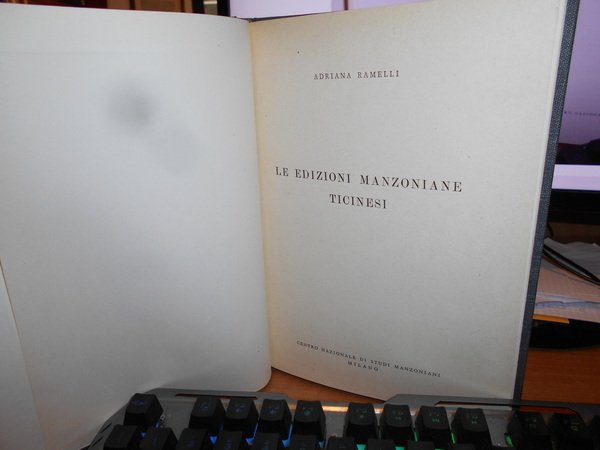 ADRIANA RAMELLI
LE EDIZIONI MANZONIANE
TICINESI
CENTRO NAZIONALE DI STUDI MANZONIANI
MILANO